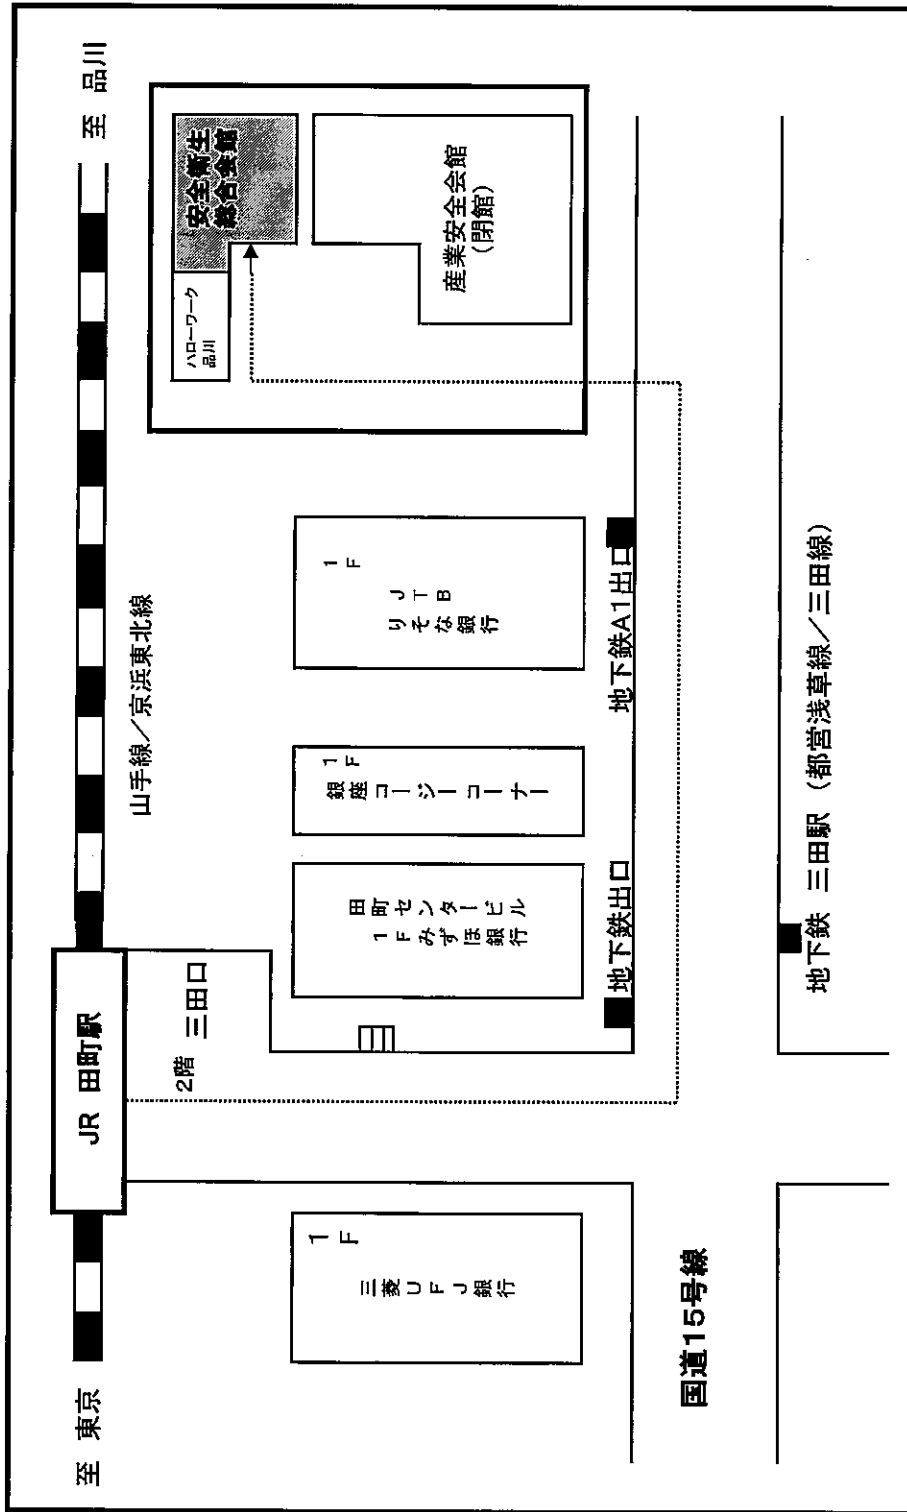 至 東京
JR 田町駅
山手線／京浜東北線
至 品川
2階
三田口
三菱UFJ銀行
1F
田町センタービル
1Fみずほ銀行
銀座コージーコーナー
1F
JTB
りそな銀行
1F
ハローワーク
品川
安全衛生
総合会館
産業安全会館
(閉館)
地下鉄出口
地下鉄A1出口
国道15号線
地下鉄 三田駅（都営浅草線／三田線）